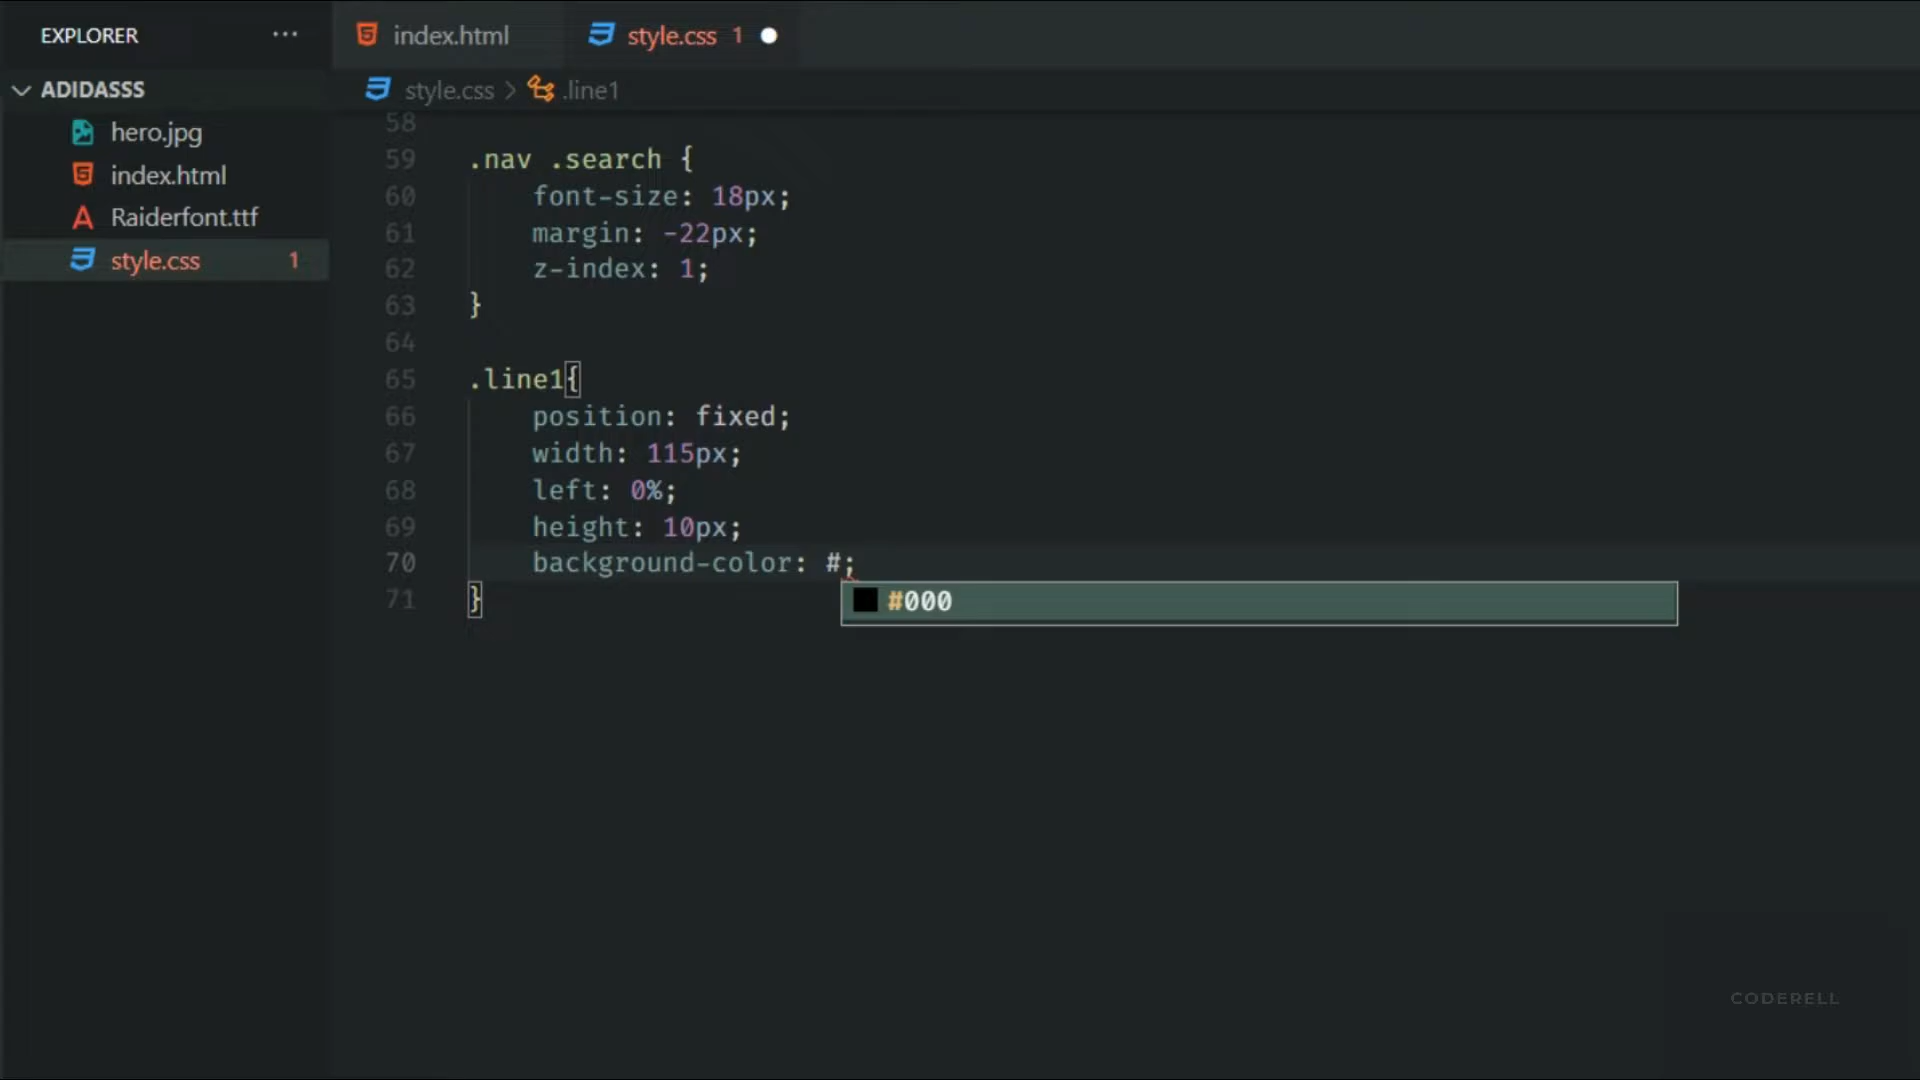 EXPLORER ···
ADIDASSS
hero.jpg
index.html
Raiderfont.ttf
style.css 1
index.html style.css 1
style.css > .line1
58
59 .nav .search {
60 font-size: 18px;
61 margin: -22px;
62 z-index: 1;
63 }
64
65 .line1{
66 position: fixed;
67 width: 115px;
68 left: 0%;
69 height: 10px;
70 background-color: #;
71 }
#000
CODERELL